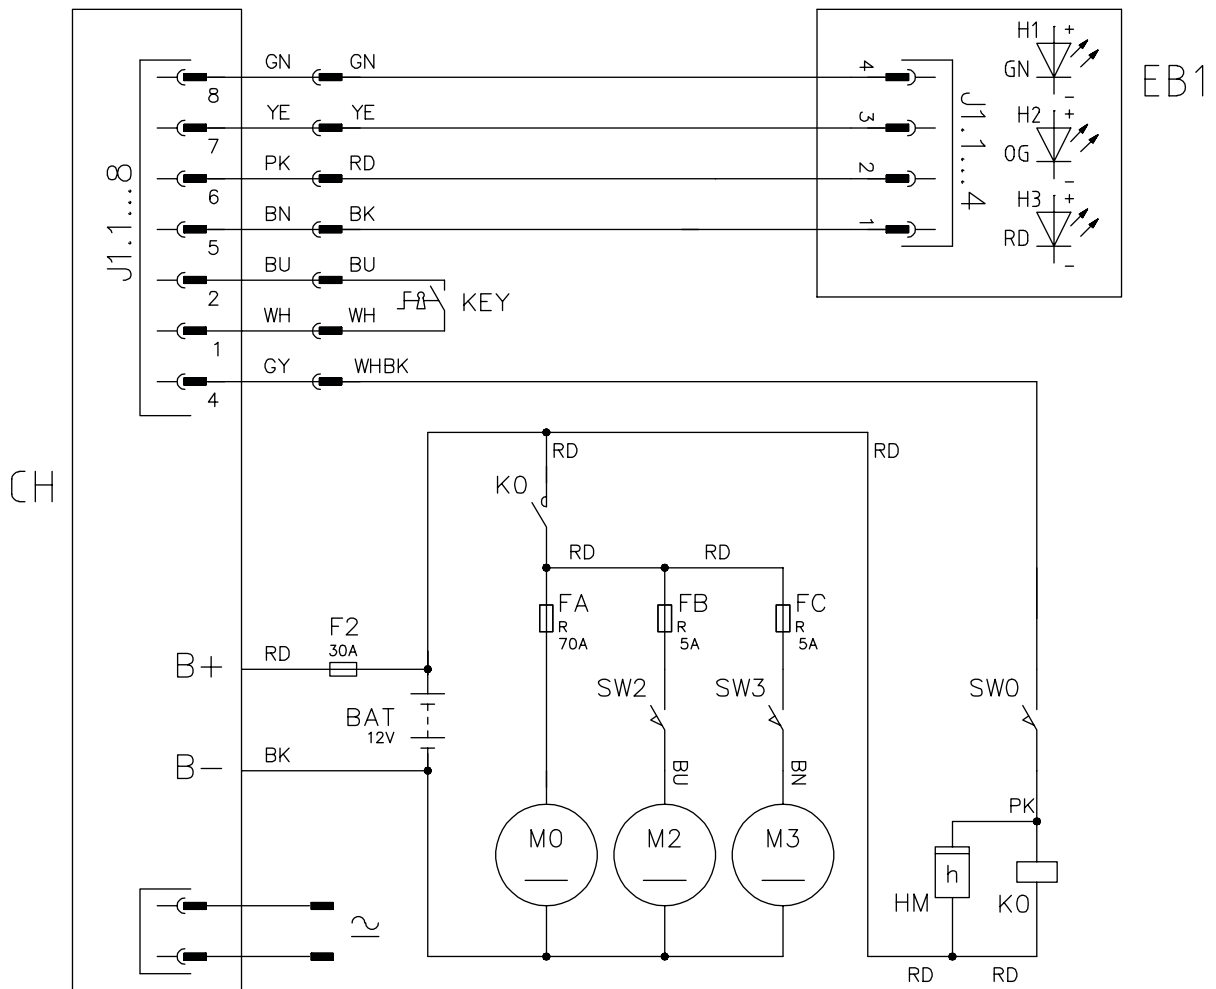 H1 +
GN
−
EB1
H2 +
OG
−
H3 +
RD
−
J1.1...4
4
3
2
1
J1.1...8
GN GN
8
YE YE
7
PK RD
6
BN BK
5
BU BU
2
KEY
WH WH
1
GY WHBK
4
CH
RD RD
K0
RD RD
FA
R
70A
FB
R
5A
FC
R
5A
F2
30A
B+ RD
SW2 SW3 SW0
BAT
12V
B− BK
BU BN
PK
M0 M2 M3
h
HM K0
RD RD